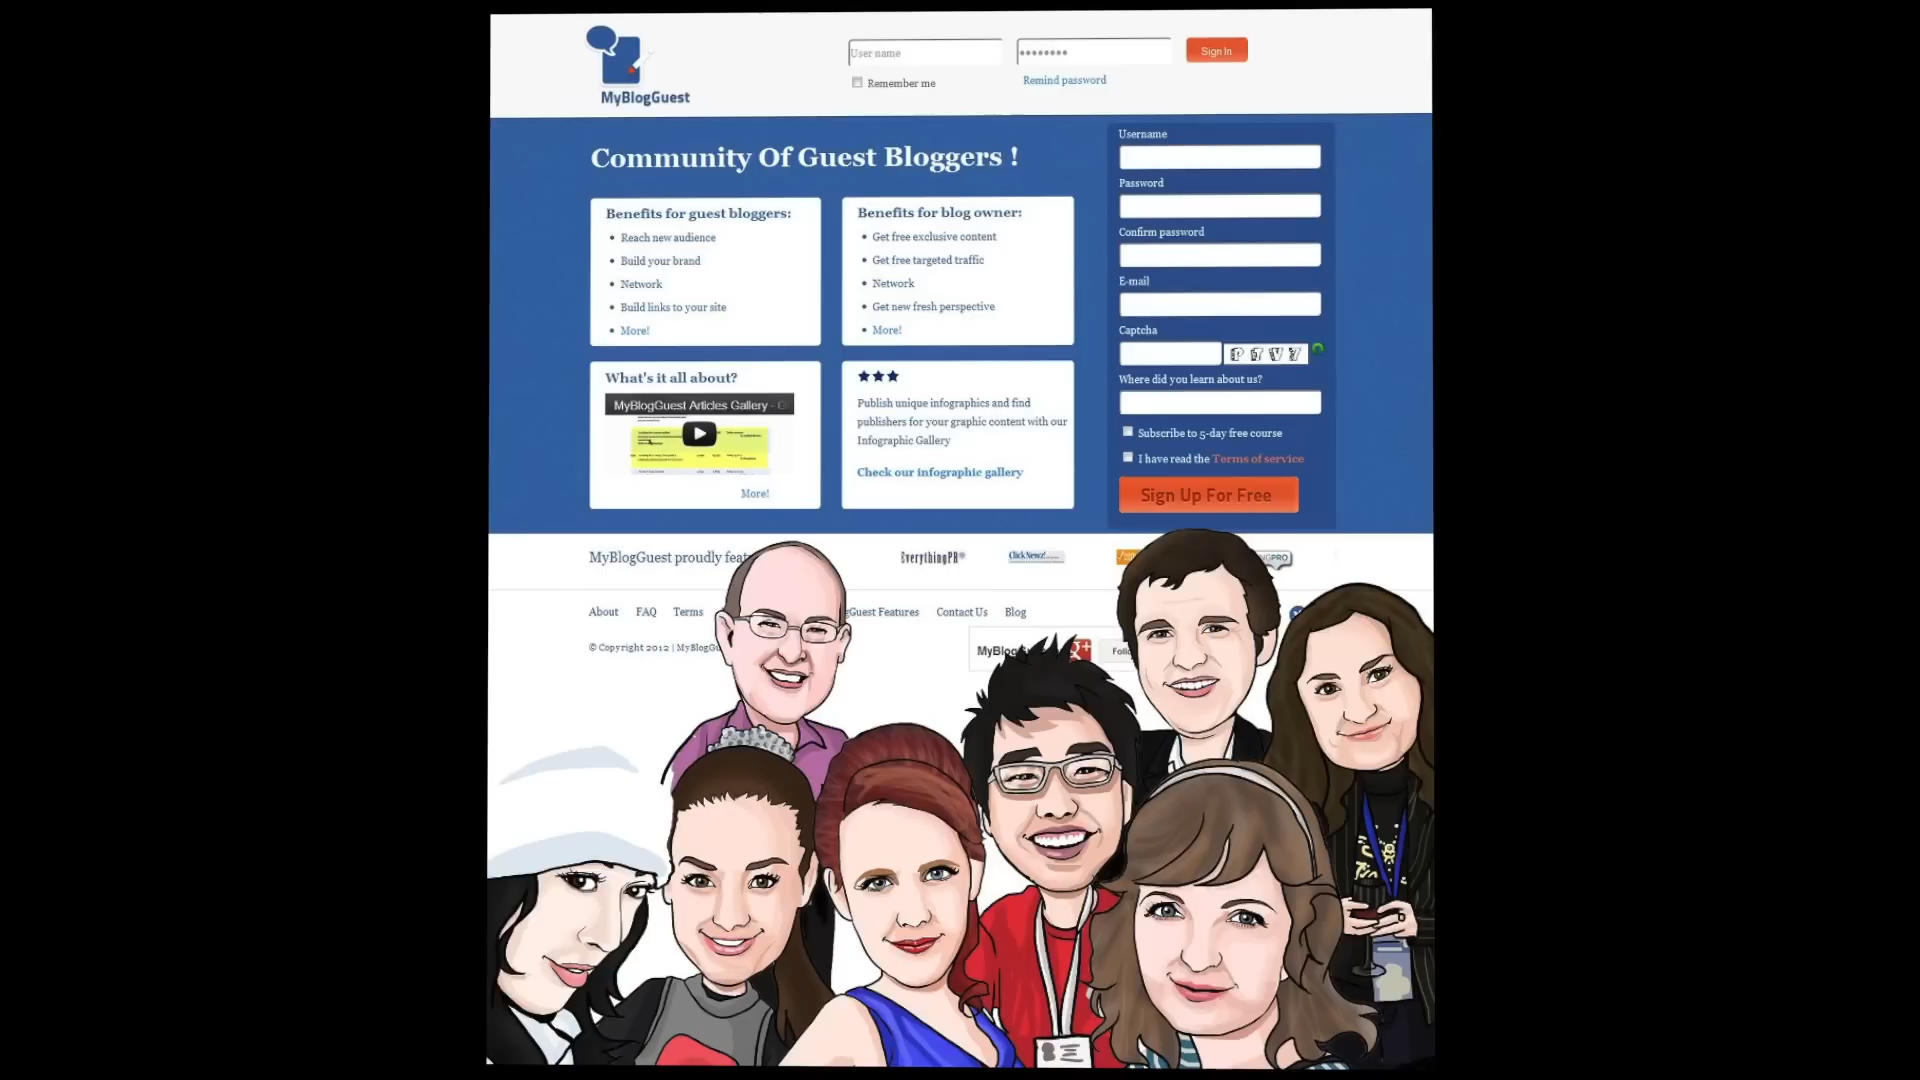 User name
Sign In
Remember me
Remind password
MyBlogGuest
Community Of Guest Bloggers !
Benefits for guest bloggers:
Reach new audience
Build your brand
Network
Build links to your site
More!
Benefits for blog owner:
Get free exclusive content
Get free targeted traffic
Network
Get new fresh perspective
More!
What's it all about?
MyBlogGuest Articles Gallery -
More!
Publish unique infographics and find
publishers for your graphic content with our
Infographic Gallery
Check our infographic gallery
Username
Password
Confirm password
E-mail
Captcha
Where did you learn about us?
Subscribe to 5-day free course
I have read the Terms of service
Sign Up For Free
MyBlogGuest proudly
EverythingPR
ClickNewz!
About FAQ Terms
Features Contact Us Blog
© Copyright 2012 |